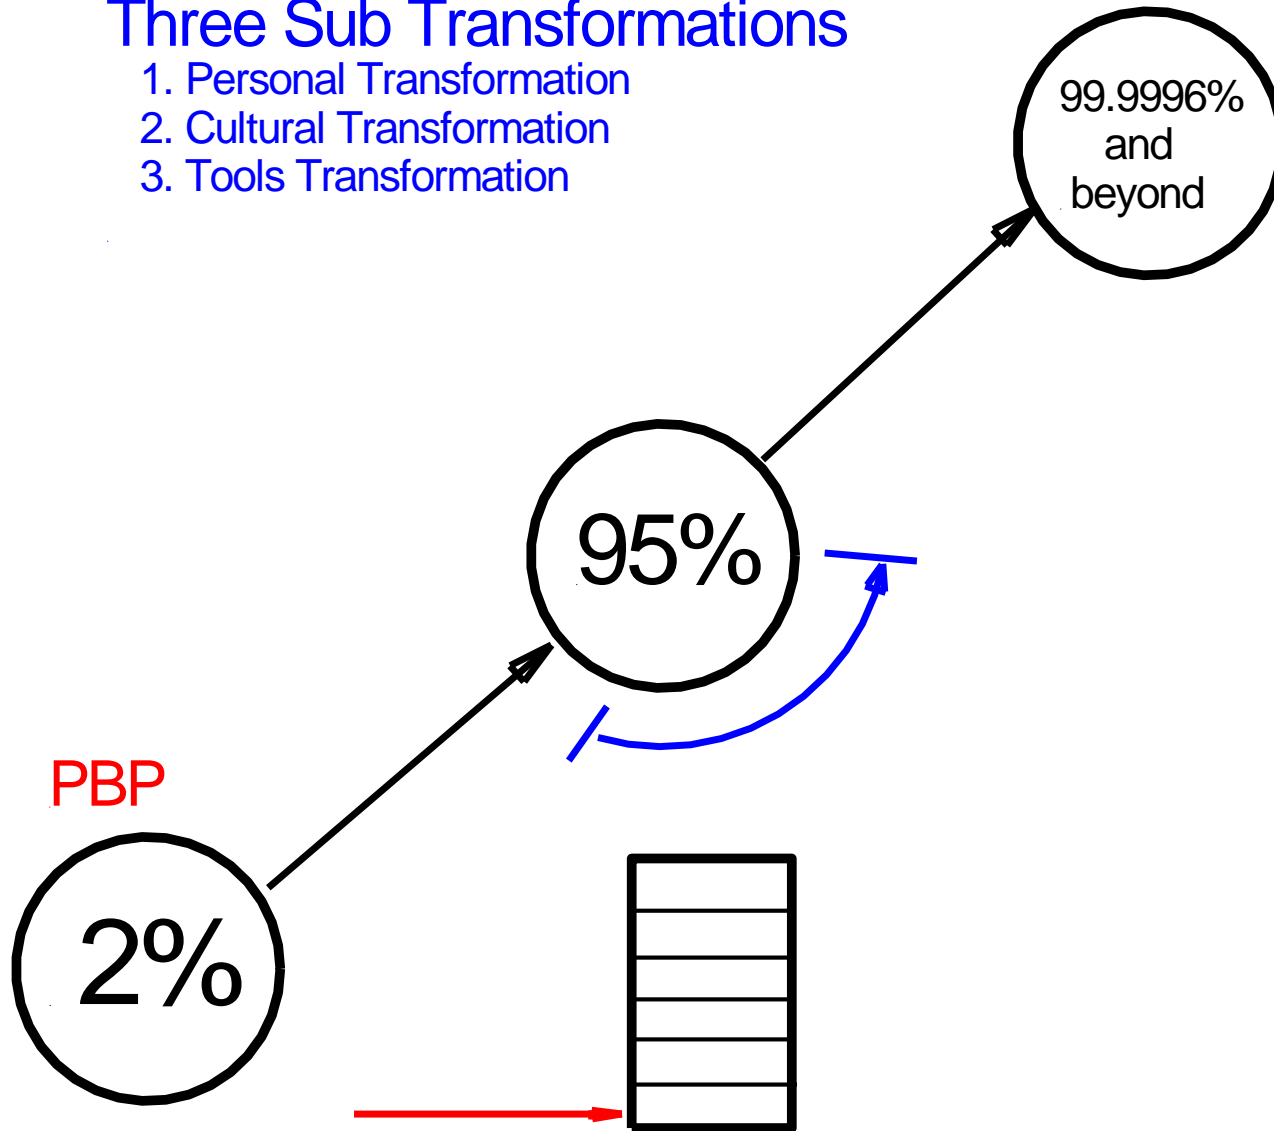 Three Sub Transformations
1. Personal Transformation
2. Cultural Transformation
3. Tools Transformation
99.9996%
and
beyond
95%
PBP
2%